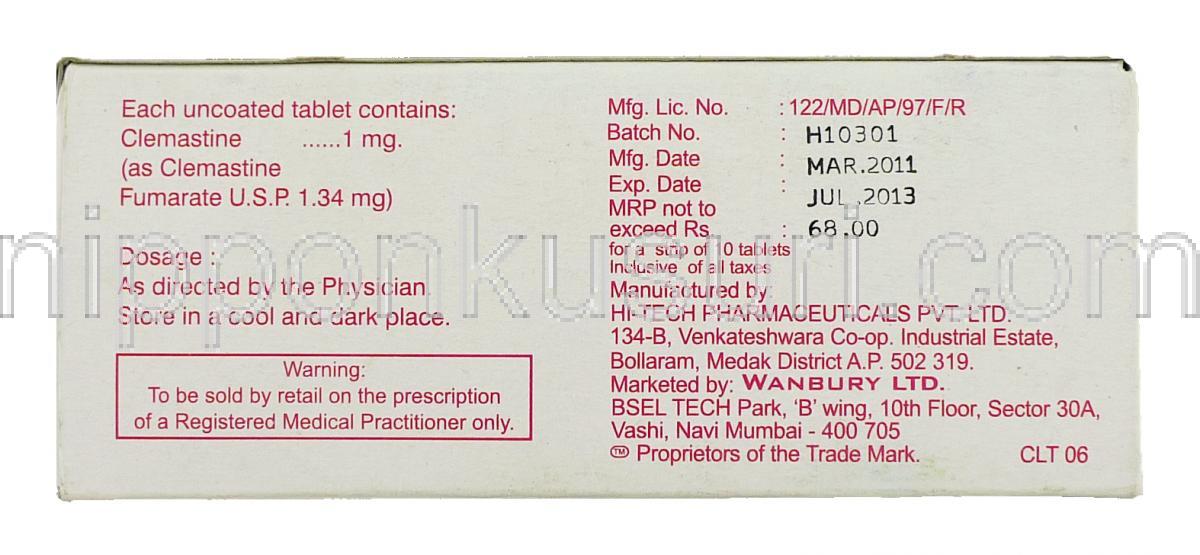 Each uncoated tablet contains:
Clemastine ......1 mg.
(as Clemastine
Fumarate U.S.P. 1.34 mg)
Dosage :
As directed by the Physician.
Store in a cool and dark place.
Warning:
To be sold by retail on the prescription
of a Registered Medical Practitioner only.
Mfg. Lic. No. : 122/MD/AP/97/F/R
Batch No. : H10301
Mfg. Date : MAR.2011
Exp. Date : JUL.2013
MRP not to
exceed Rs. : 68.00
for a strip of 10 tablets
Inclusive of all taxes
Manufactured by:
HI-TECH PHARMACEUTICALS PVT. LTD.
134-B, Venkateshwara Co-op. Industrial Estate,
Bollaram, Medak District A.P. 502 319.
Marketed by: WANBURY LTD.
BSEL TECH Park, 'B' wing, 10th Floor, Sector 30A,
Vashi, Navi Mumbai - 400 705
™ Proprietors of the Trade Mark. CLT 06
nipponkusuri.com